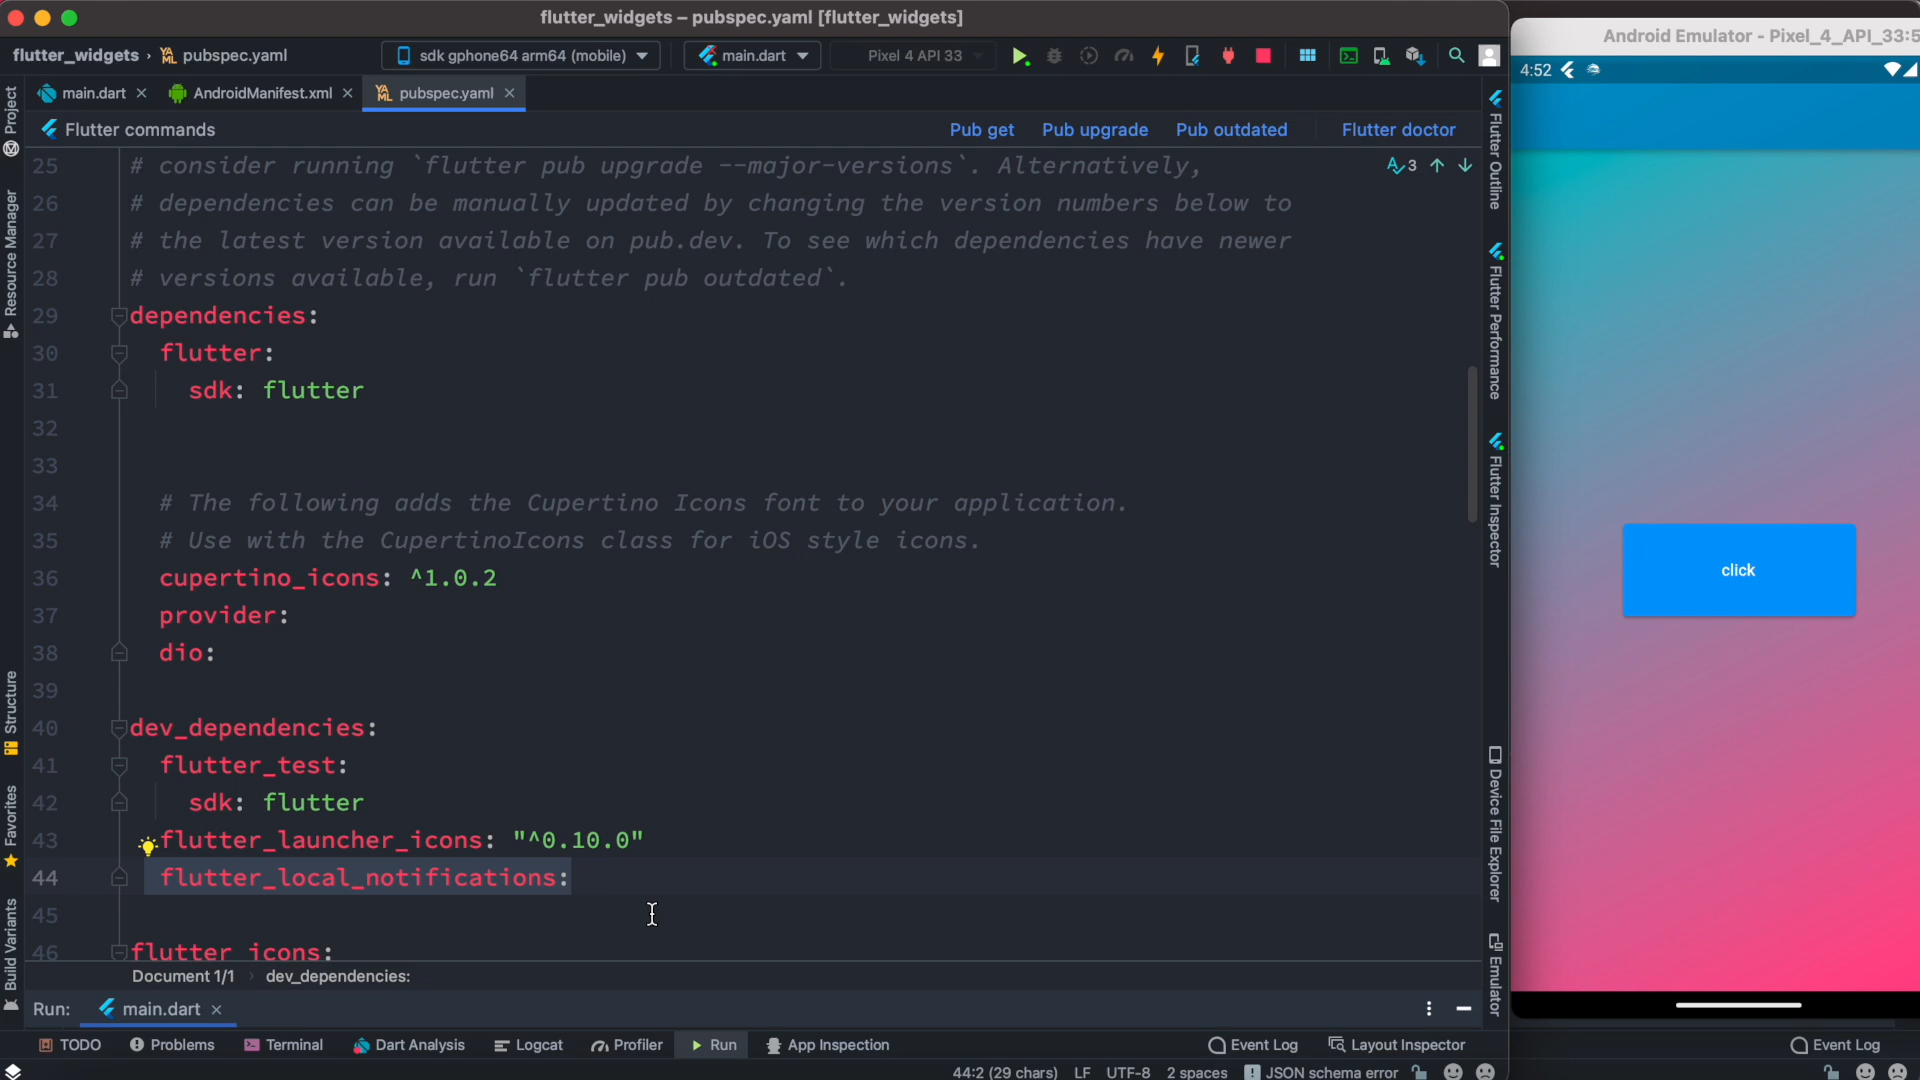 flutter_widgets – pubspec.yaml [flutter_widgets]
flutter_widgets › pubspec.yaml
sdk gphone64 arm64 (mobile)
main.dart
Pixel 4 API 33
main.dart
AndroidManifest.xml
pubspec.yaml
Flutter commands
Pub get
Pub upgrade
Pub outdated
Flutter doctor
3
25 # consider running `flutter pub upgrade --major-versions`. Alternatively,
26 # dependencies can be manually updated by changing the version numbers below to
27 # the latest version available on pub.dev. To see which dependencies have newer
28 # versions available, run `flutter pub outdated`.
29 dependencies:
30 flutter:
31 sdk: flutter
32
33
34 # The following adds the Cupertino Icons font to your application.
35 # Use with the CupertinoIcons class for iOS style icons.
36 cupertino_icons: ^1.0.2
37 provider:
38 dio:
39
40 dev_dependencies:
41 flutter_test:
42 sdk: flutter
43 flutter_launcher_icons: "^0.10.0"
44 flutter_local_notifications:
45
46 flutter_icons:
Document 1/1 › dev_dependencies:
Run:
main.dart
TODO
Problems
Terminal
Dart Analysis
Logcat
Profiler
Run
App Inspection
Event Log
Layout Inspector
44:2 (29 chars)
LF
UTF-8
2 spaces
JSON schema error
Project
Resource Manager
Structure
Favorites
Build Variants
Flutter Outline
Flutter Performance
Flutter Inspector
Device File Explorer
Emulator
Android Emulator - Pixel_4_API_33:5
4:52
click
Event Log